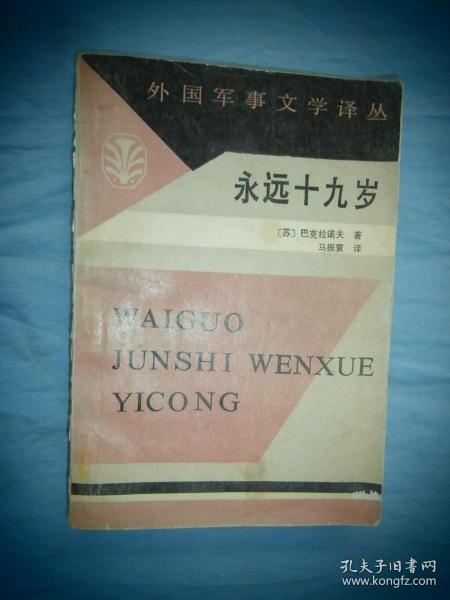 外国军事文学译丛
永远十九岁
〔苏〕巴克拉诺夫 著
马振寰 译
WAIGUO
JUNSHI WENXUE
YICONG
孔夫子旧书网
www.kongfz.com